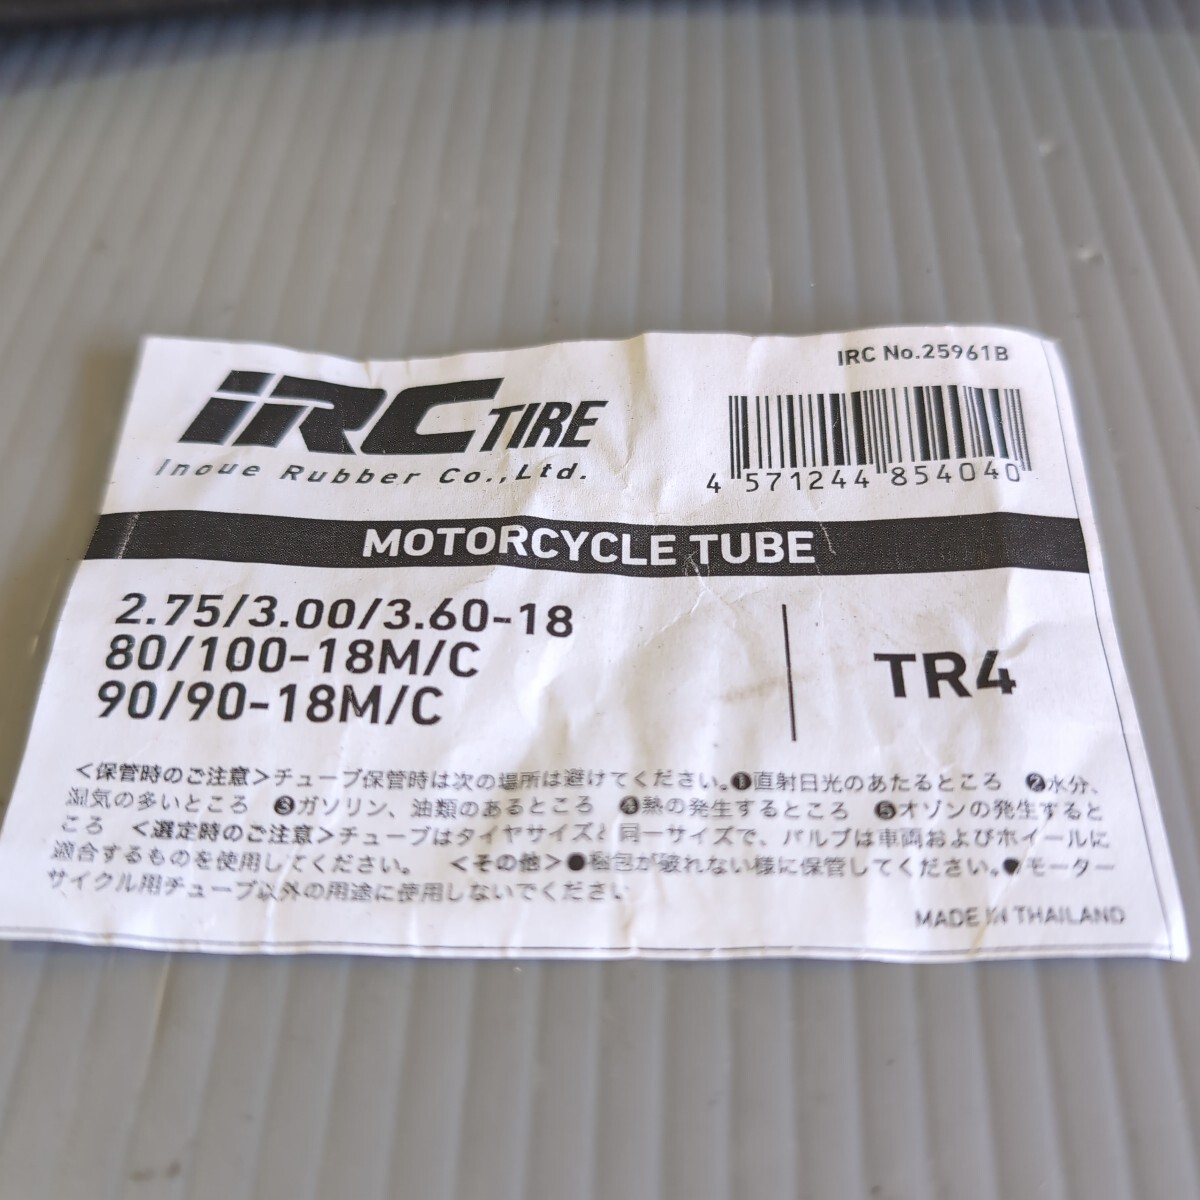 IRC No.25961B
iRC TIRE
Inoue Rubber Co.,Ltd.
4 571244 854040
MOTORCYCLE TUBE
2.75/3.00/3.60-18
80/100-18M/C
90/90-18M/C
TR4
<保管時のご注意>チューブ保管時は次の場所は避けてください。❶直射日光のあたるところ ❷水分、
湿気の多いところ ❸ガソリン、油類のあるところ ❹熱の発生するところ ❺オゾンの発生すると
ころ <選定時のご注意>チューブはタイヤサイズと同一サイズで、バルブは車両およびホイールに
適合するものを使用してください。 <その他>●梱包が破れない様に保管してください。●モーター
サイクル用チューブ以外の用途に使用しないでください
MADE IN THAILAND